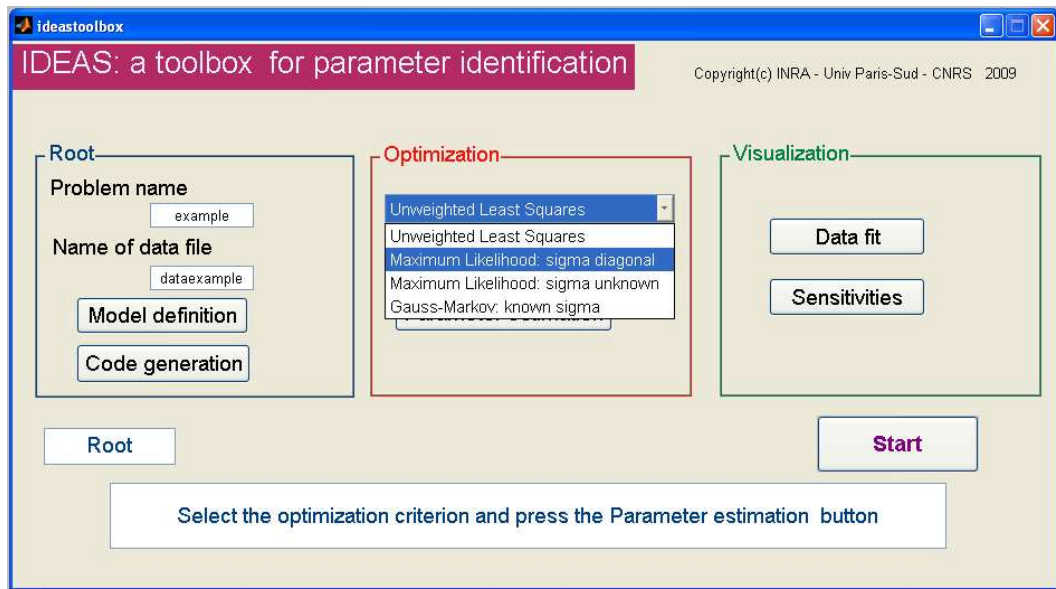 ideastoolbox
IDEAS: a toolbox for parameter identification
Copyright(c) INRA - Univ Paris-Sud - CNRS 2009
Root
Problem name
example
Name of data file
dataexample
Model definition
Code generation
Optimization
Unweighted Least Squares
Unweighted Least Squares
Maximum Likelihood: sigma diagonal
Maximum Likelihood: sigma unknown
Gauss-Markov: known sigma
Visualization
Data fit
Sensitivities
Root
Start
Select the optimization criterion and press the Parameter estimation button